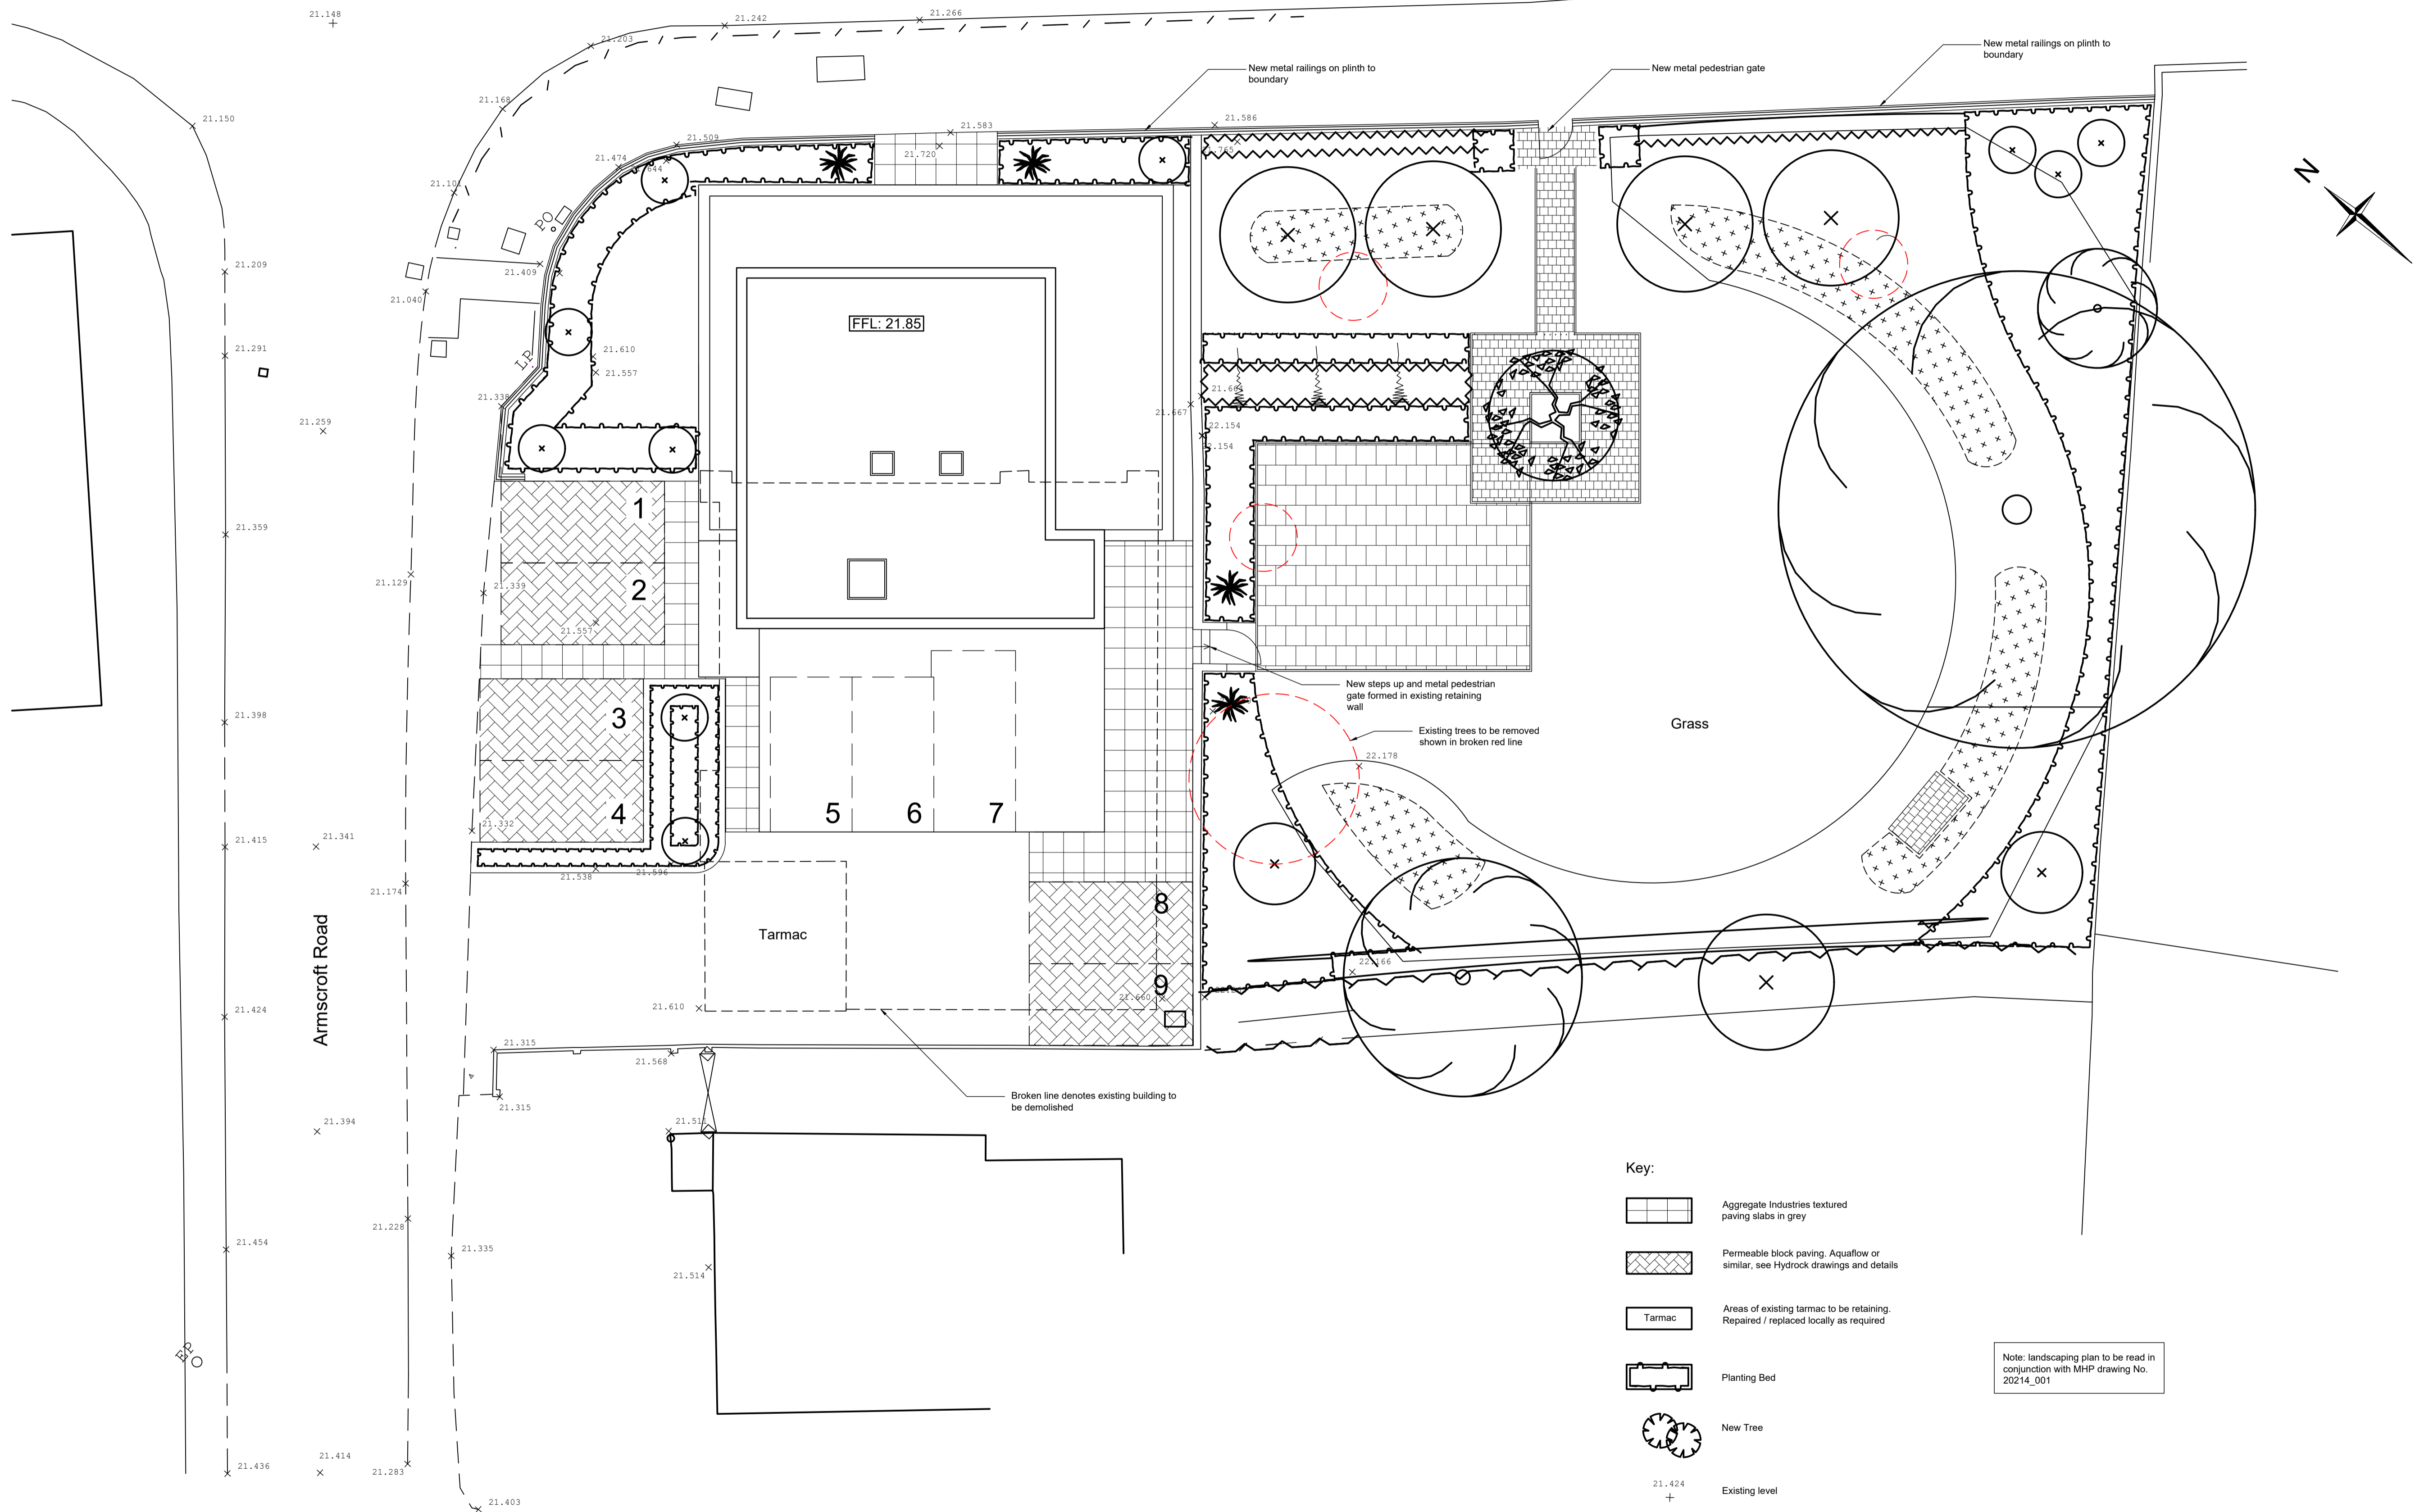 21.148
21.242
21.266
21.203
New metal railings on plinth to
boundary
New metal pedestrian gate
New metal railings on plinth to
boundary
21.168
21.150
21.509
21.583
21.586
21.720
21.474
21.101
N
PO
21.209
21.409
21.040
FFL: 21.85
21.291
LP
21.610
21.557
21.338
21.667
21.259
22.154
22.154
1
21.359
21.129
21.339
2
21.557
New steps up and metal pedestrian
gate formed in existing retaining
wall
21.398
3
Existing trees to be removed
shown in broken red line
Grass
22.178
4
5
6
7
21.332
21.415
21.341
21.538
21.596
21.174
8
Armscroft Road
Tarmac
22.166
9
21.660
21.610
21.424
21.315
21.568
21.315
Broken line denotes existing building to
be demolished
21.394
21.511
Key:
Aggregate Industries textured
paving slabs in grey
21.228
21.454
21.335
21.514
Permeable block paving. Aquaflow or
similar, see Hydrock drawings and details
Tarmac
Areas of existing tarmac to be retaining.
Repaired / replaced locally as required
EP
Note: landscaping plan to be read in
conjunction with MHP drawing No.
20214_001
Planting Bed
New Tree
21.436
21.414
21.283
21.424
Existing level
21.403